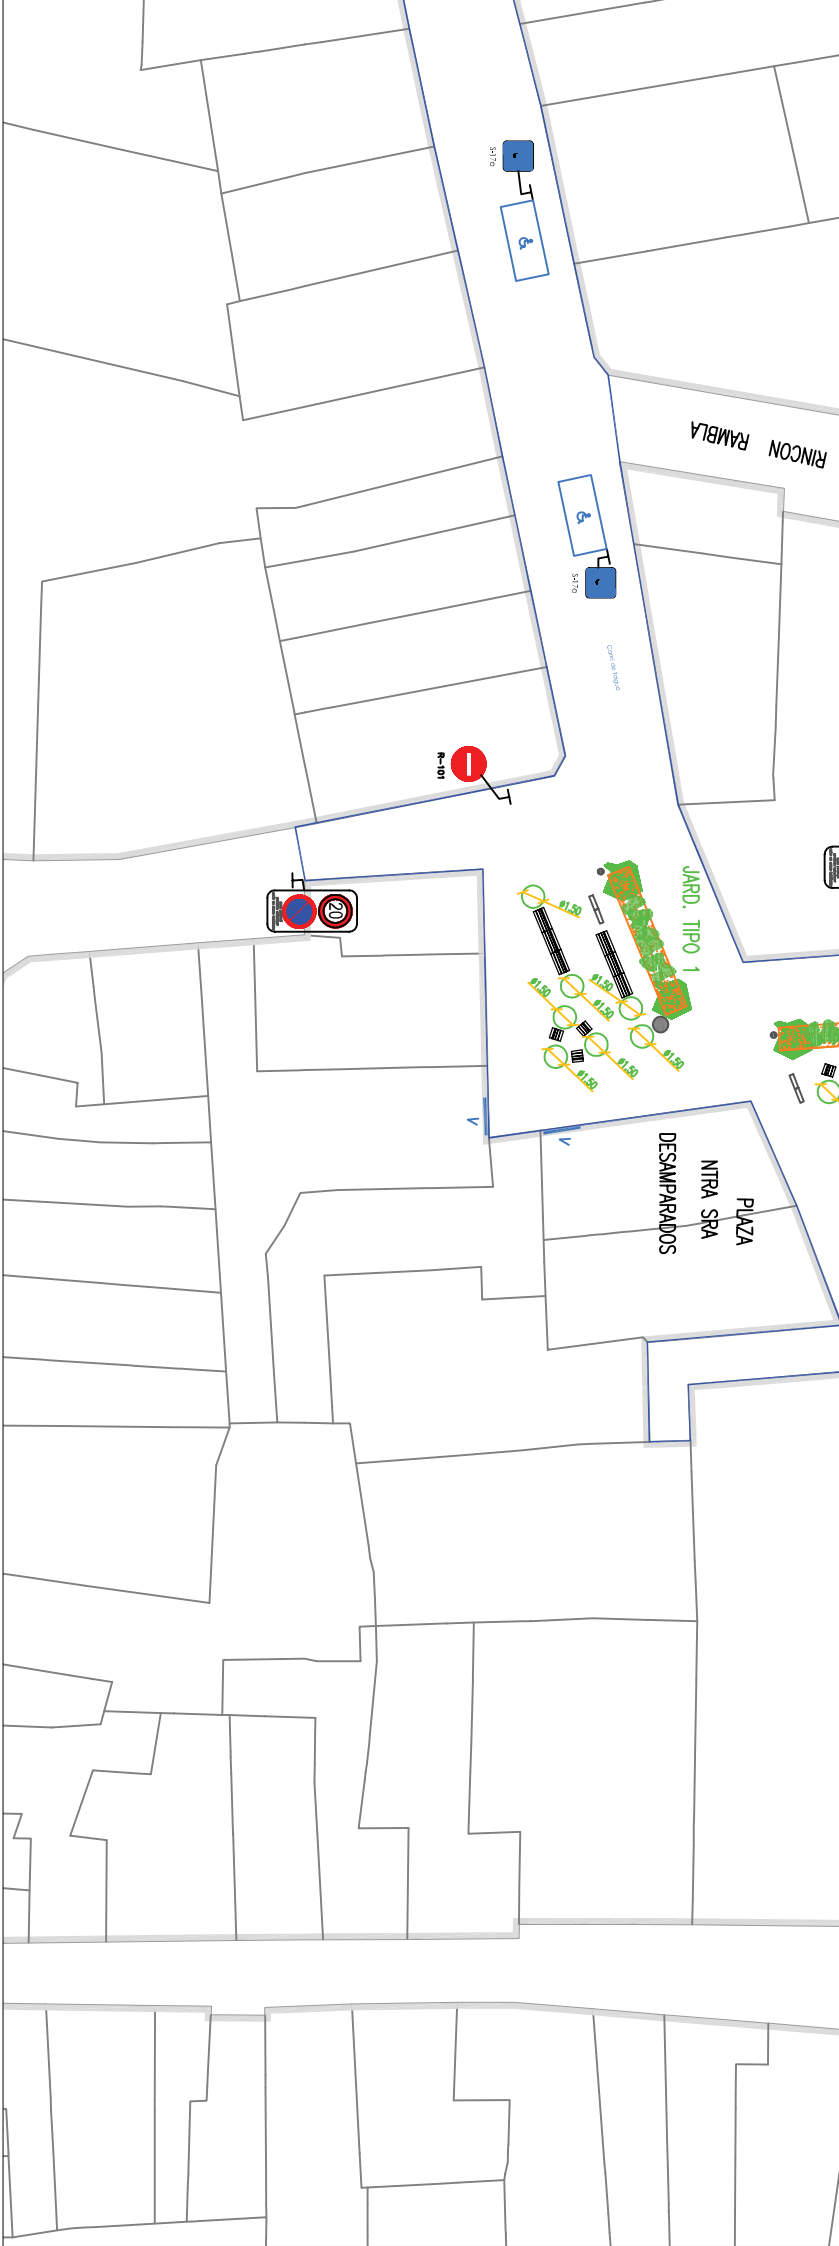 S-17a
RINCON RAMBLA
S-17a
R-101
20
JARD. TIPO 1
ø1,50
ø1,50
ø1,50
ø1,50
ø1,50
ø1,50
ø1,50
PLAZA
NTRA SRA
DESAMPARADOS
V
V